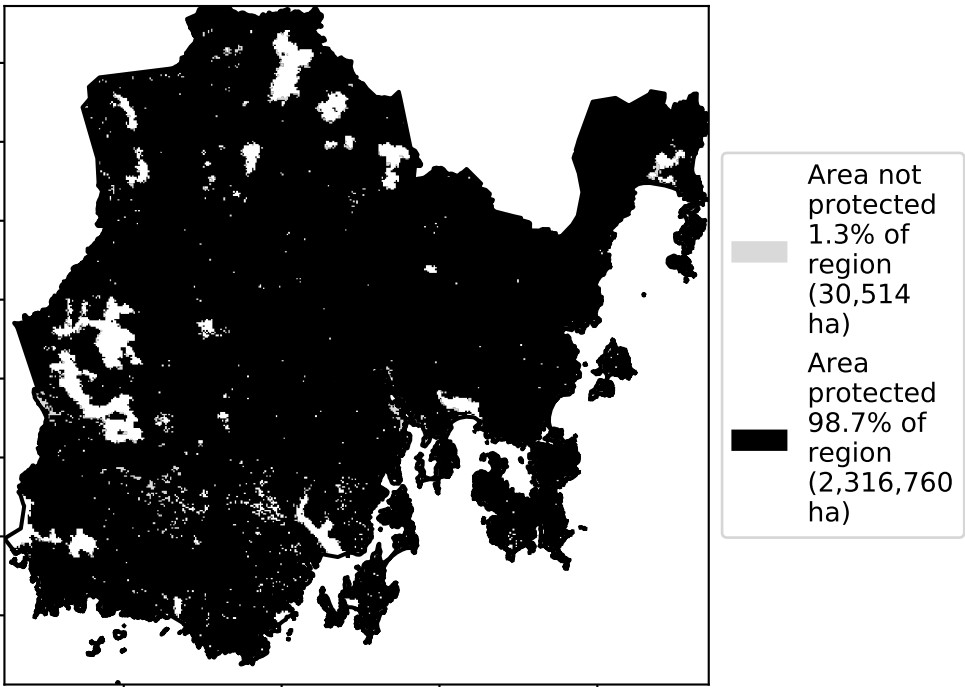 Area not
protected
1.3% of
region
(30,514
ha)
Area
protected
98.7% of
region
(2,316,760
ha)